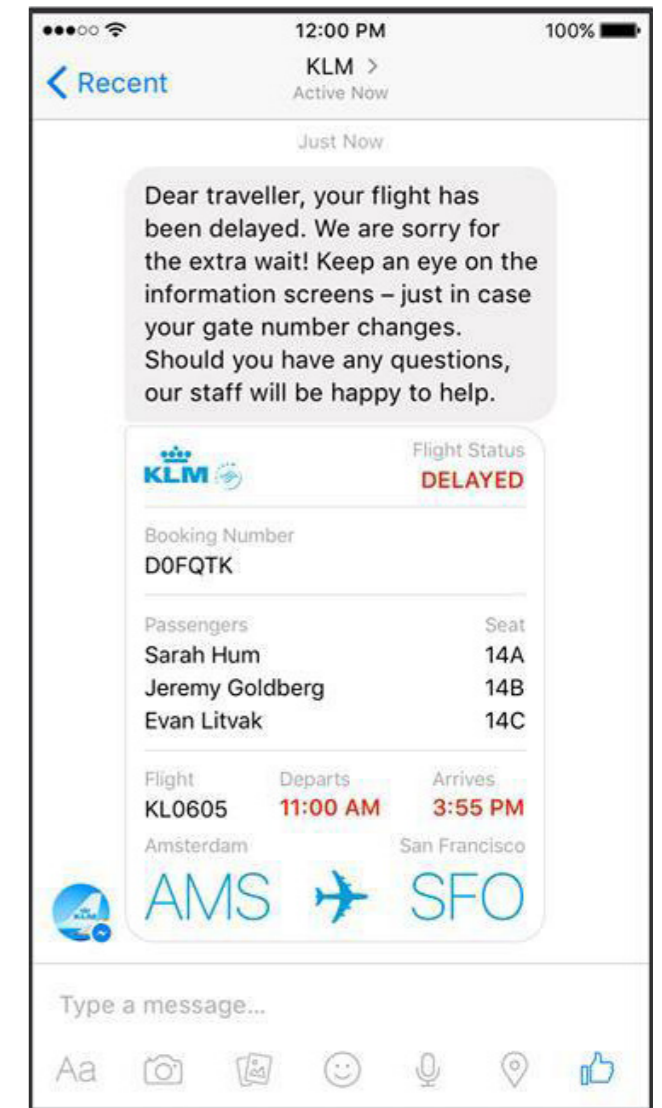 12:00 PM 100%
Recent KLM >
Active Now
Just Now
Dear traveller, your flight has
been delayed. We are sorry for
the extra wait! Keep an eye on the
information screens – just in case
your gate number changes.
Should you have any questions,
our staff will be happy to help.
KLM Flight Status
DELAYED
Booking Number
D0FQTK
Passengers Seat
Sarah Hum 14A
Jeremy Goldberg 14B
Evan Litvak 14C
Flight Departs Arrives
KL0605 11:00 AM 3:55 PM
Amsterdam San Francisco
AMS SFO
KLM
Type a message...
Aa